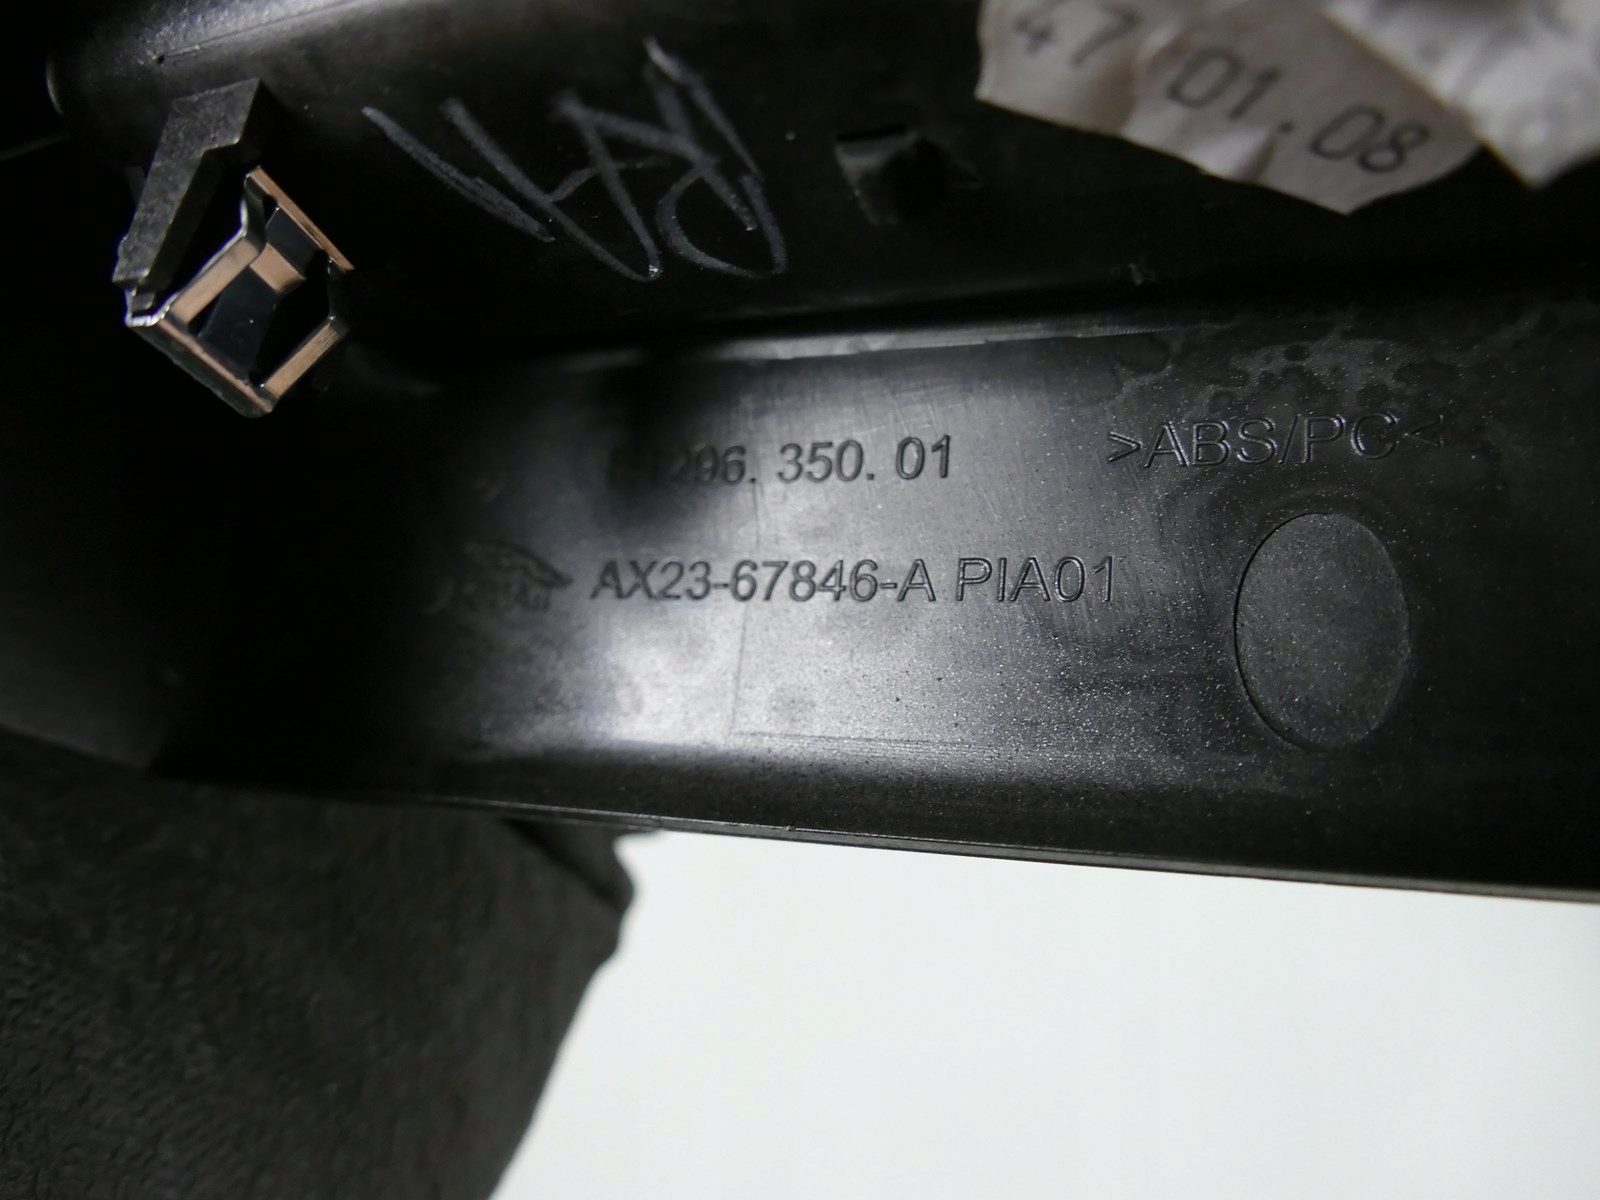 47 01.08
296. 350. 01
>ABS/PC<
AX23-67846-A PIA01